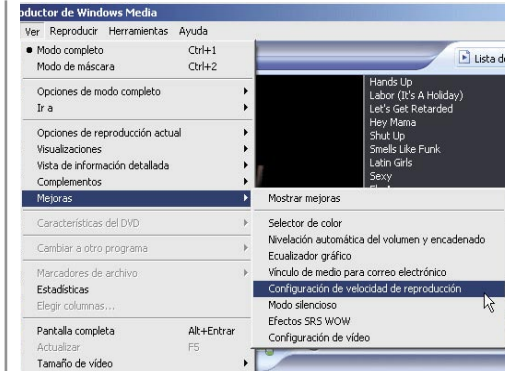 oductor de Windows Media
Ver Reproducir Herramientas Ayuda
Modo completo Ctrl+1
Modo de máscara Ctrl+2
Opciones de modo completo
Ir a
Opciones de reproducción actual
Visualizaciones
Vista de información detallada
Complementos
Mejoras
Características del DVD
Cambiar a otro programa
Marcadores de archivo
Estadísticas
Elegir columnas...
Pantalla completa Alt+Entrar
Actualizar F5
Tamaño de vídeo
Lista de
Hands Up
Labor (It's A Holiday)
Let's Get Retarded
Hey Mama
Shut Up
Smells Like Funk
Latin Girls
Sexy
Mostrar mejoras
Selector de color
Nivelación automática del volumen y encadenado
Ecualizador gráfico
Vínculo de medio para correo electrónico
Configuración de velocidad de reproducción
Modo silencioso
Efectos SRS WOW
Configuración de vídeo